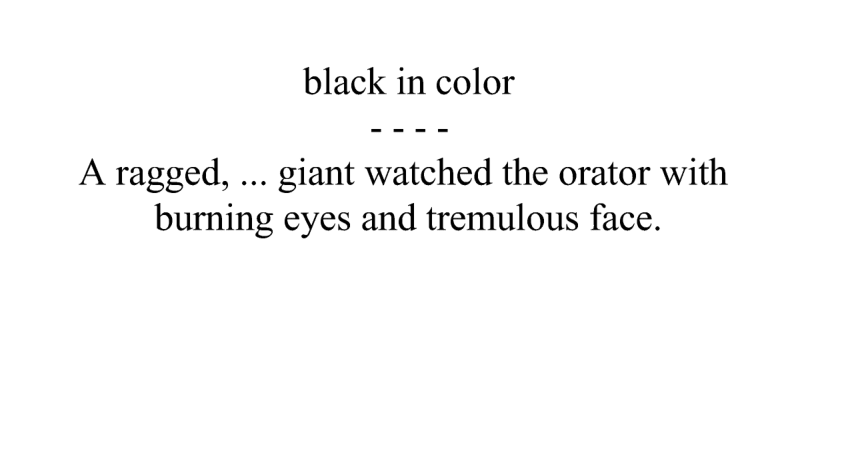 black in color
- - - -
A ragged, ... giant watched the orator with
burning eyes and tremulous face.